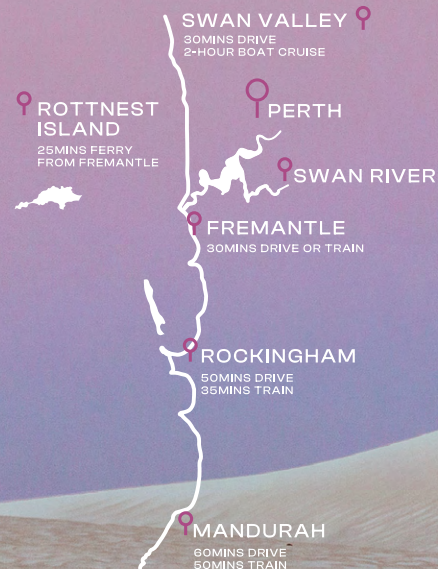 SWAN VALLEY
30MINS DRIVE
2-HOUR BOAT CRUISE
ROTTNEST
ISLAND
25MINS FERRY
FROM FREMANTLE
PERTH
SWAN RIVER
FREMANTLE
30MINS DRIVE OR TRAIN
ROCKINGHAM
50MINS DRIVE
35MINS TRAIN
MANDURAH
60MINS DRIVE
50MINS TRAIN